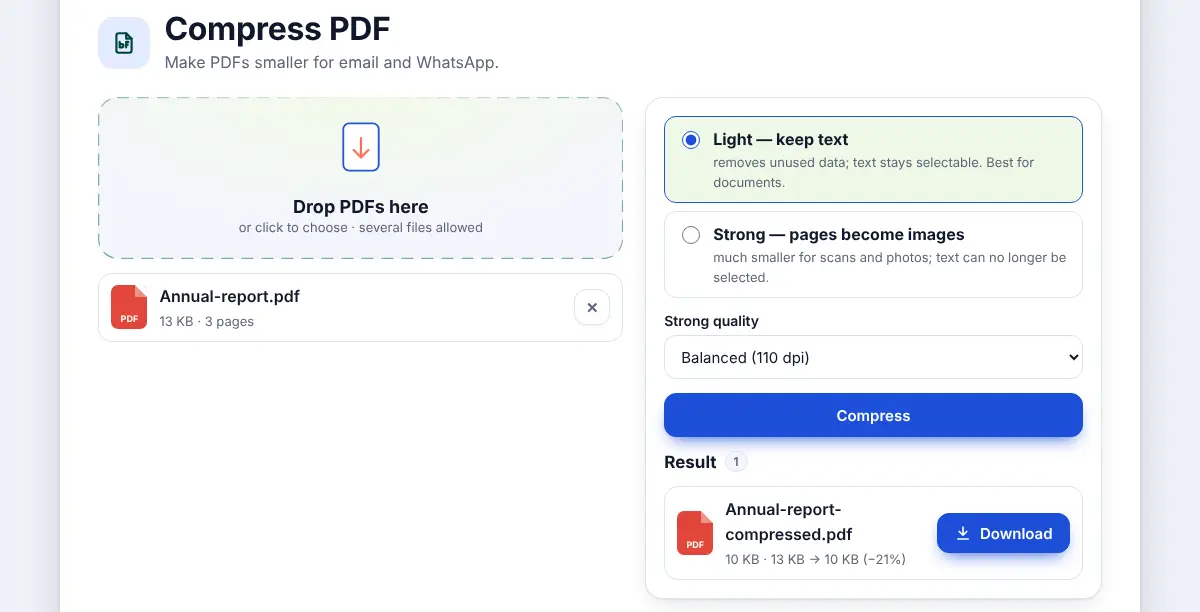 bF
Compress PDF
Make PDFs smaller for email and WhatsApp.
Drop PDFs here
or click to choose · several files allowed
PDF
Annual-report.pdf
13 KB · 3 pages
Light — keep text
removes unused data; text stays selectable. Best for
documents.
Strong — pages become images
much smaller for scans and photos; text can no longer be
selected.
Strong quality
Balanced (110 dpi)
Compress
Result 1
PDF
Annual-report-
compressed.pdf
10 KB · 13 KB → 10 KB (−21%)
Download